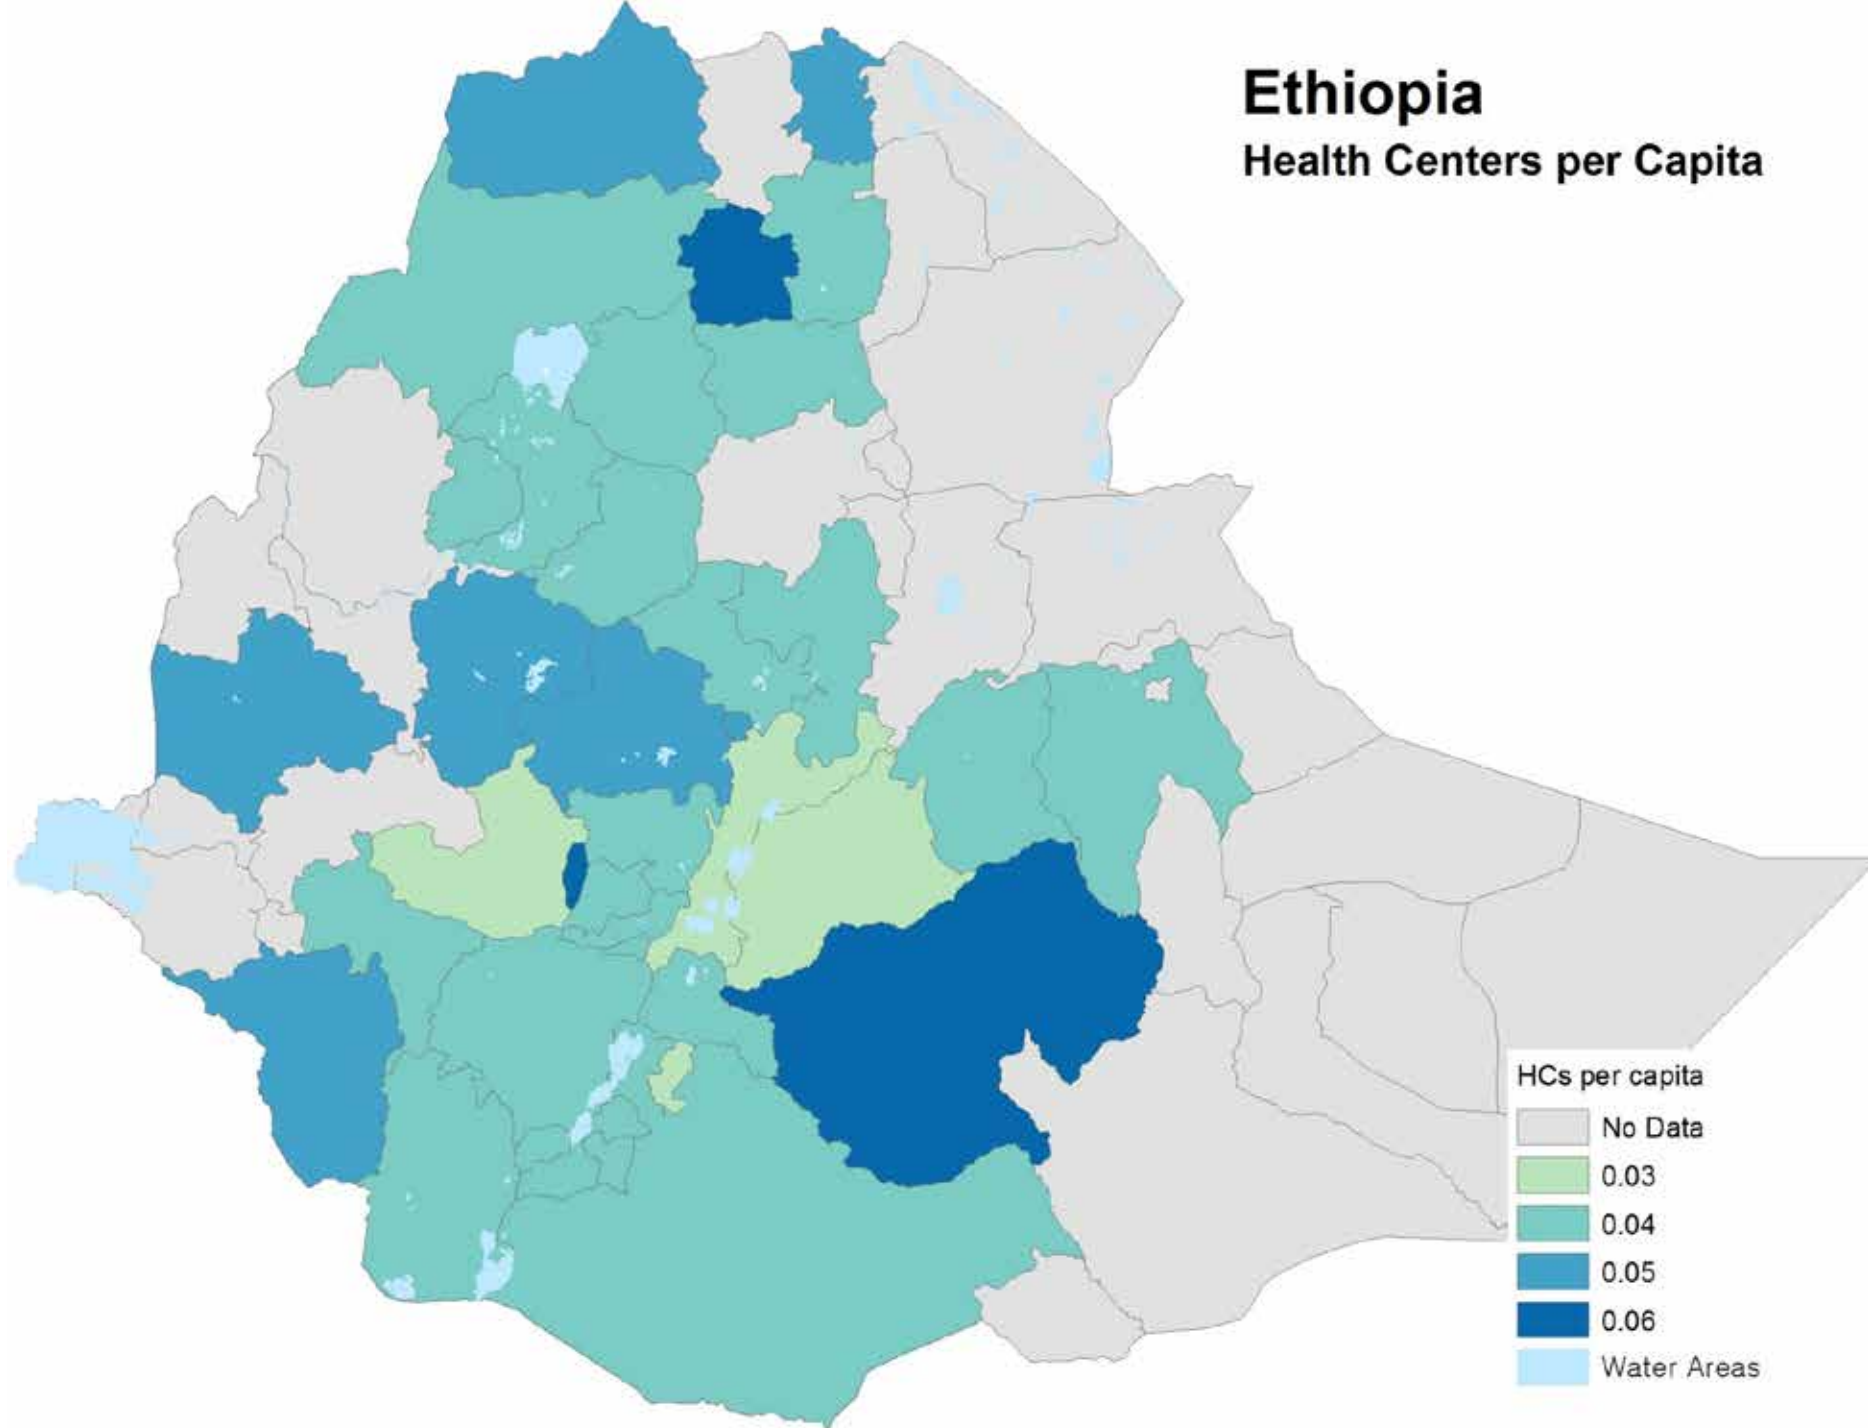 Ethiopia
Health Centers per Capita
HCs per capita
No Data
0.03
0.04
0.05
0.06
Water Areas